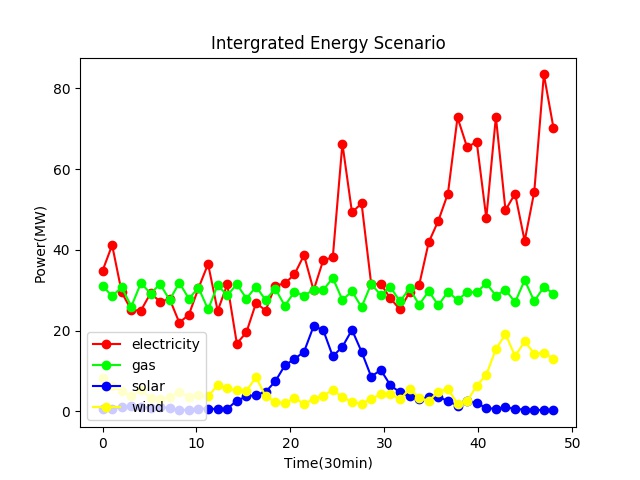 Intergrated Energy Scenario
Power(MW)
80
60
40
20
0
electricity
gas
solar
wind
0 10 20 30 40 50
Time(30min)